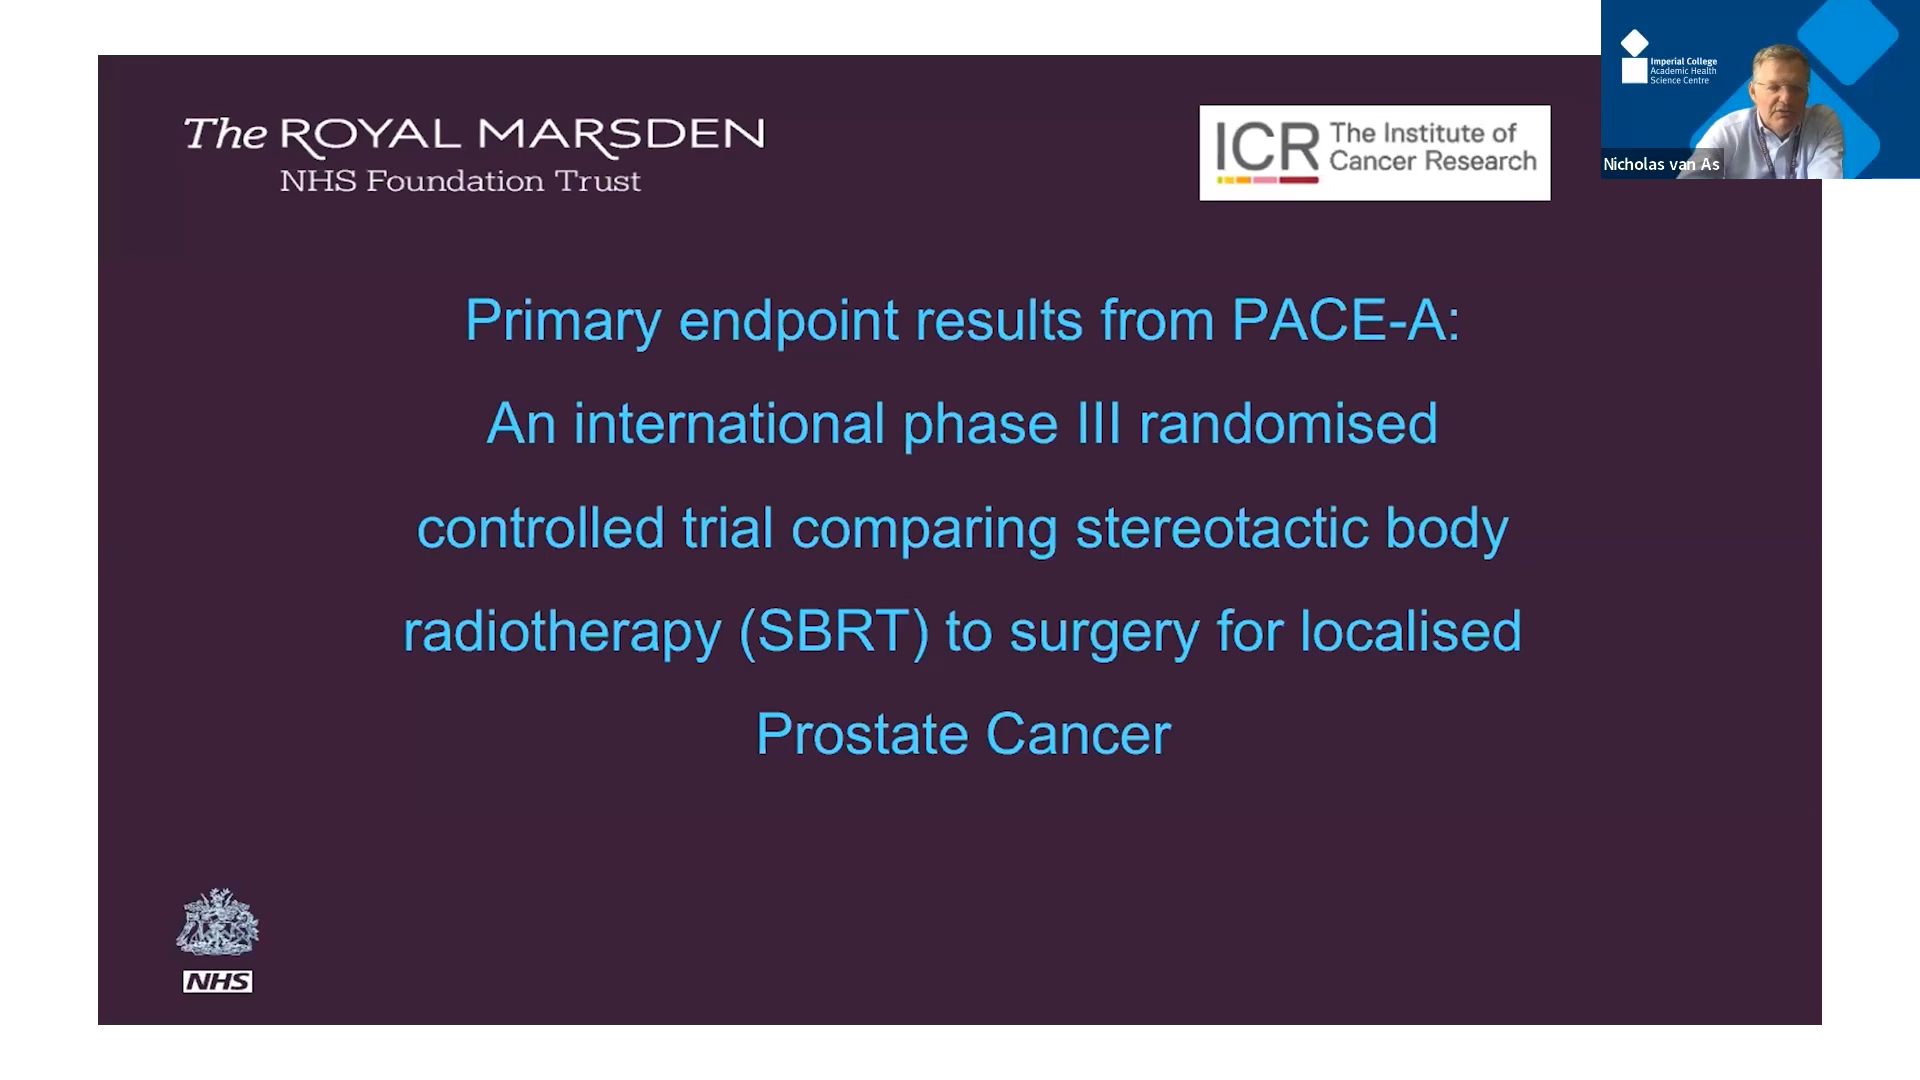 The ROYAL MARSDEN
NHS Foundation Trust
ICR The Institute of
Cancer Research
Imperial College
Academic Health
Science Centre
Nicholas van As
Primary endpoint results from PACE-A:
An international phase III randomised
controlled trial comparing stereotactic body
radiotherapy (SBRT) to surgery for localised
Prostate Cancer
NHS